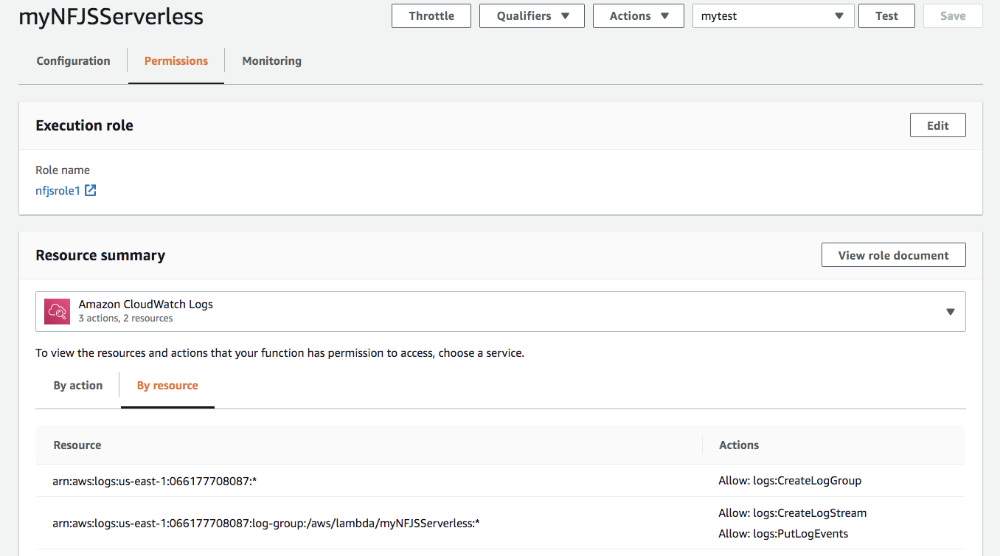 myNFJSServerless
Throttle
Qualifiers
Actions
mytest
Test
Save
Configuration
Permissions
Monitoring
Execution role
Edit
Role name
nfjsrole1
Resource summary
View role document
Amazon CloudWatch Logs
3 actions, 2 resources
To view the resources and actions that your function has permission to access, choose a service.
By action
By resource
Resource
Actions
arn:aws:logs:us-east-1:066177708087:*
Allow: logs:CreateLogGroup
arn:aws:logs:us-east-1:066177708087:log-group:/aws/lambda/myNFJSServerless:*
Allow: logs:CreateLogStream
Allow: logs:PutLogEvents